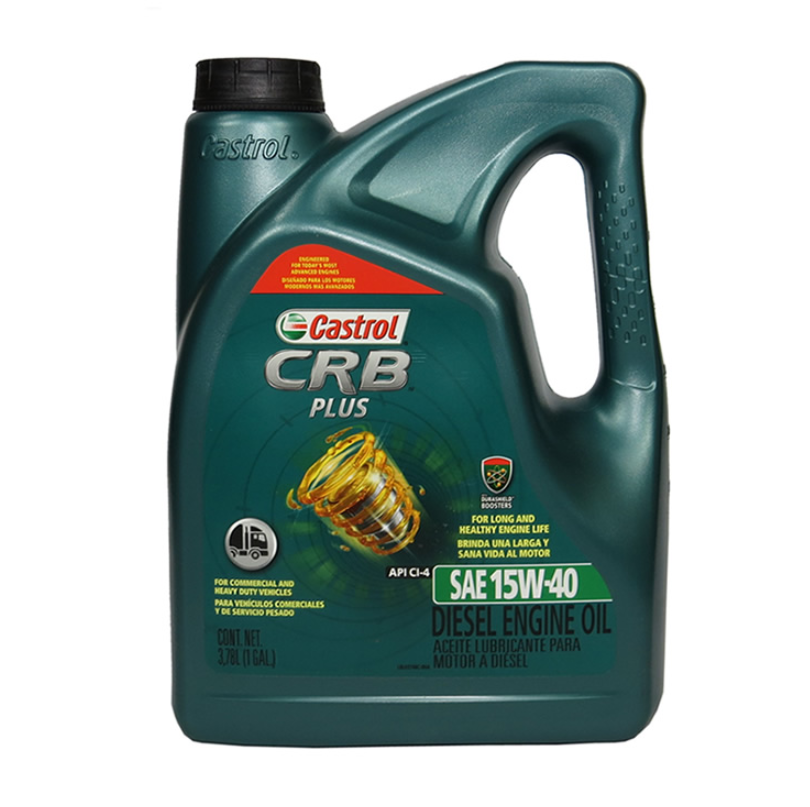 Castrol
ENGINEERED
FOR TODAY'S MOST
ADVANCED ENGINES
DISEÑADO PARA LOS MOTORES
MODERNOS MAS AVANZADOS
Castrol
CRB
PLUS
DURASHIELD
BOOSTERS
FOR LONG AND
HEALTHY ENGINE LIFE
BRINDA UNA LARGA Y
SANA VIDA AL MOTOR
API CI-4
SAE 15W-40
FOR COMMERCIAL AND
HEAVY DUTY VEHICLES
PARA VEHÍCULOS COMERCIALES
Y DE SERVICIO PESADO
DIESEL ENGINE OIL
ACEITE LUBRICANTE PARA
MOTOR A DIÉSEL
CONT. NET.
3,78L (1 GAL.)